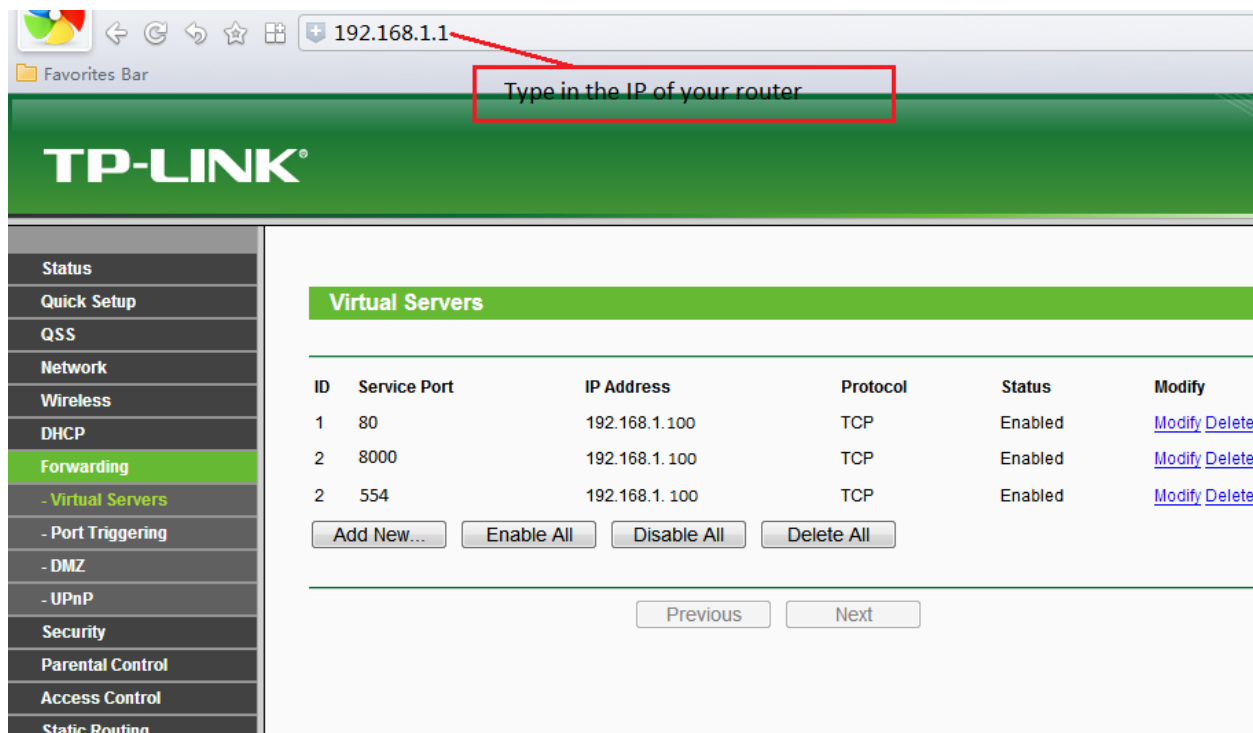 192.168.1.1
Favorites Bar
Type in the IP of your router
TP-LINK®
Status
Quick Setup
QSS
Network
Wireless
DHCP
Forwarding
- Virtual Servers
- Port Triggering
- DMZ
- UPnP
Security
Parental Control
Access Control
Static Routing
Virtual Servers
ID Service Port IP Address Protocol Status Modify
1 80 192.168.1.100 TCP Enabled Modify Delete
2 8000 192.168.1.100 TCP Enabled Modify Delete
2 554 192.168.1.100 TCP Enabled Modify Delete
Add New... Enable All Disable All Delete All
Previous Next